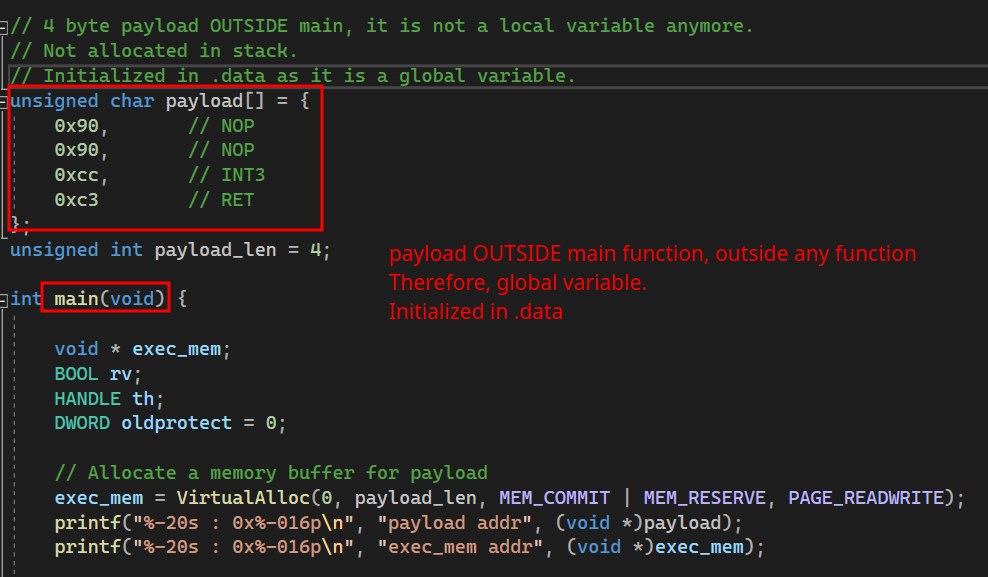 // 4 byte payload OUTSIDE main, it is not a local variable anymore.
// Not allocated in stack.
// Initialized in .data as it is a global variable.
unsigned char payload[] = {
    0x90,       // NOP
    0x90,       // NOP
    0xcc,       // INT3
    0xc3        // RET
};
unsigned int payload_len = 4;
payload OUTSIDE main function, outside any function
Therefore, global variable.
Initialized in .data
int main(void) {
    void * exec_mem;
    BOOL rv;
    HANDLE th;
    DWORD oldprotect = 0;
    // Allocate a memory buffer for payload
    exec_mem = VirtualAlloc(0, payload_len, MEM_COMMIT | MEM_RESERVE, PAGE_READWRITE);
    printf("%-20s : 0x%-016p\n", "payload addr", (void *)payload);
    printf("%-20s : 0x%-016p\n", "exec_mem addr", (void *)exec_mem);